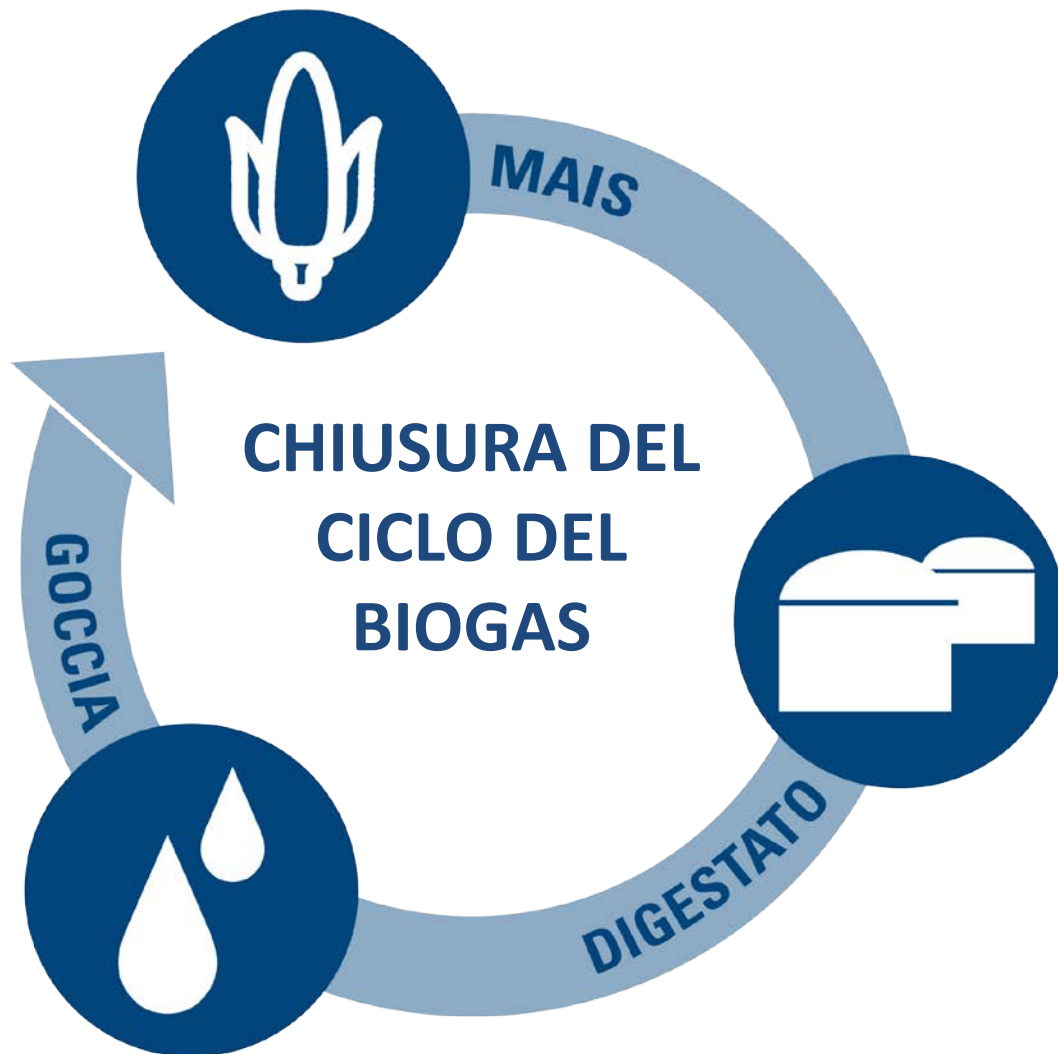 MAIS
CHIUSURA DEL
CICLO DEL
BIOGAS
GOCCIA
DIGESTATO